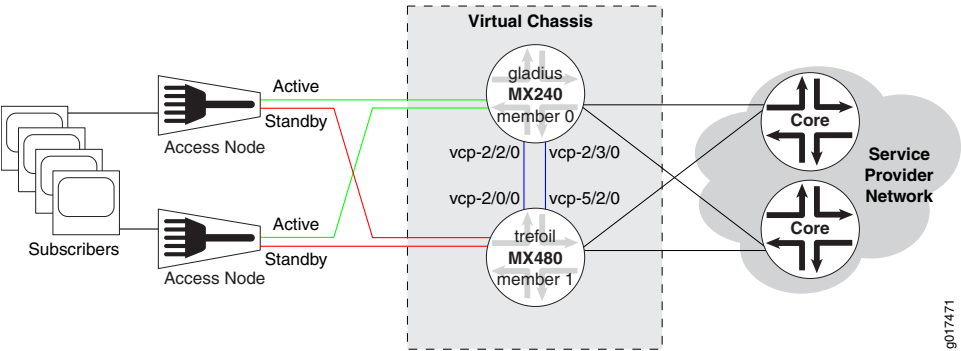 Virtual Chassis
gladius
MX240
member 0
Active
Standby
Access Node
Core
vcp-2/2/0
vcp-2/3/0
Service
Provider
Network
vcp-2/0/0
vcp-5/2/0
Active
Standby
Access Node
Subscribers
trefoil
MX480
member 1
Core
g017471